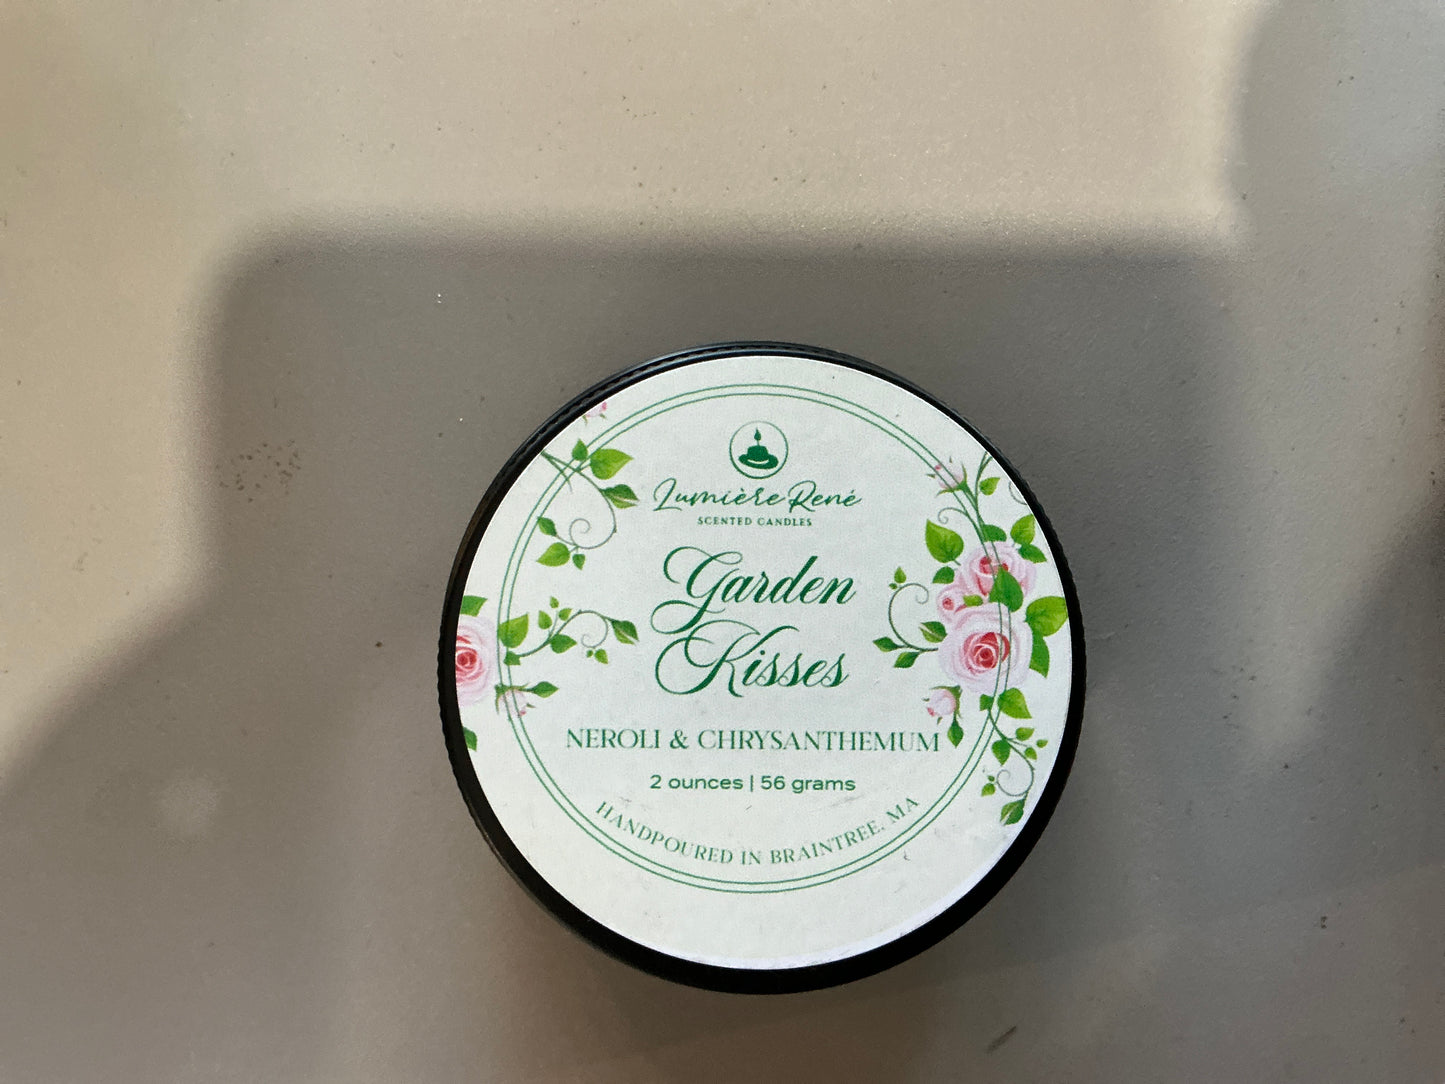 Lumière René
SCENTED CANDLES
Garden
Kisses
NEROLI & CHRYSANTHEMUM
2 ounces | 56 grams
HANDPOURED IN BRAINTREE, MA